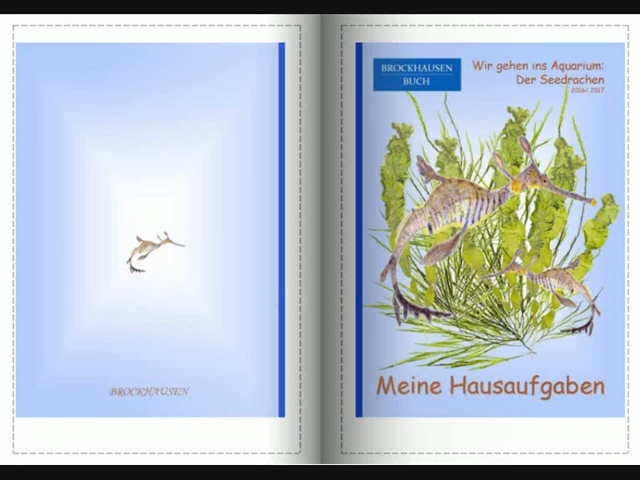 BROCKHAUSEN
BROCKHAUSEN
BUCH
Wir gehen ins Aquarium:
Der Seedrachen
2016/ 2017
Meine Hausaufgaben